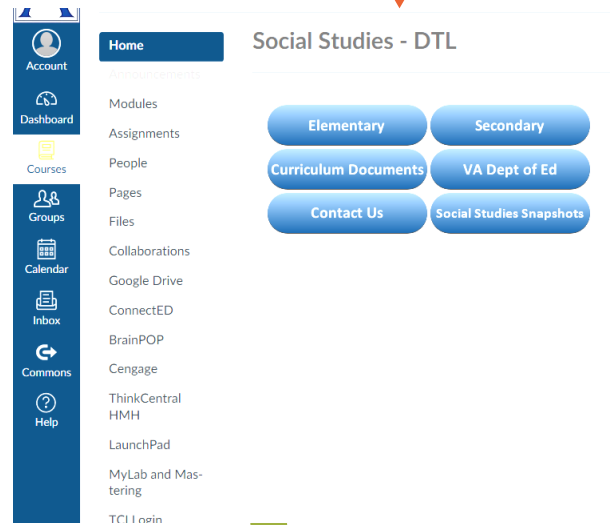 Account
Dashboard
Courses
Groups
Calendar
Inbox
Commons
Help
Home
Announcements
Modules
Assignments
People
Pages
Files
Collaborations
Google Drive
ConnectED
BrainPOP
Cengage
ThinkCentral
HMH
LaunchPad
MyLab and Mas-
tering
TCI Login
Social Studies - DTL
Elementary
Secondary
Curriculum Documents
VA Dept of Ed
Contact Us
Social Studies Snapshots